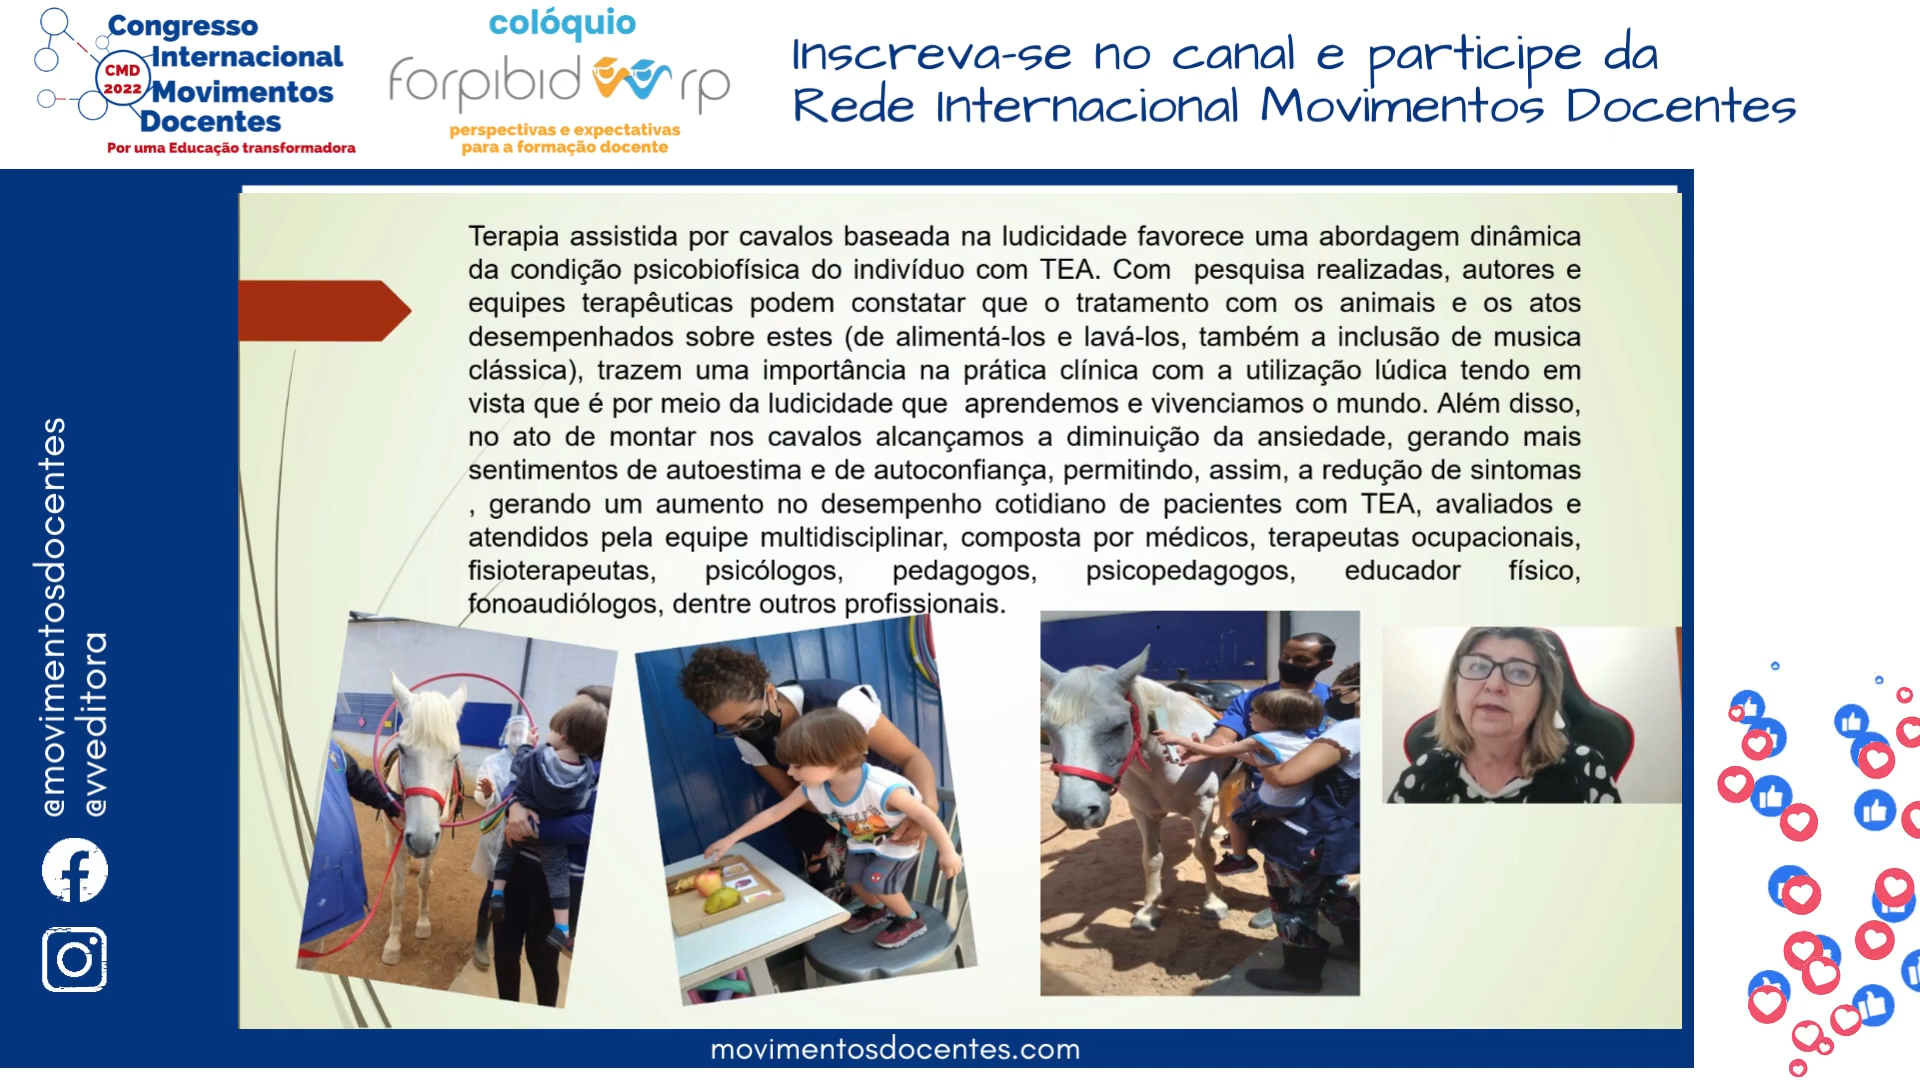 Congresso
Internacional
CMD
2022
Movimentos
Docentes
Por uma Educação transformadora
colóquio
forpibid rp
perspectivas e expectativas
para a formação docente
Inscreva-se no canal e participe da
Rede Internacional Movimentos Docentes
Terapia assistida por cavalos baseada na ludicidade favorece uma abordagem dinâmica
da condição psicobiofísica do indivíduo com TEA. Com pesquisa realizadas, autores e
equipes terapêuticas podem constatar que o tratamento com os animais e os atos
desempenhados sobre estes (de alimentá-los e lavá-los, também a inclusão de musica
clássica), trazem uma importância na prática clínica com a utilização lúdica tendo em
vista que é por meio da ludicidade que aprendemos e vivenciamos o mundo. Além disso,
no ato de montar nos cavalos alcançamos a diminuição da ansiedade, gerando mais
sentimentos de autoestima e de autoconfiança, permitindo, assim, a redução de sintomas
, gerando um aumento no desempenho cotidiano de pacientes com TEA, avaliados e
atendidos pela equipe multidisciplinar, composta por médicos, terapeutas ocupacionais,
fisioterapeutas, psicólogos, pedagogos, psicopedagogos, educador físico,
fonoaudiólogos, dentre outros profissionais.
@movimentosdocentes
@vveditora
movimentosdocentes.com